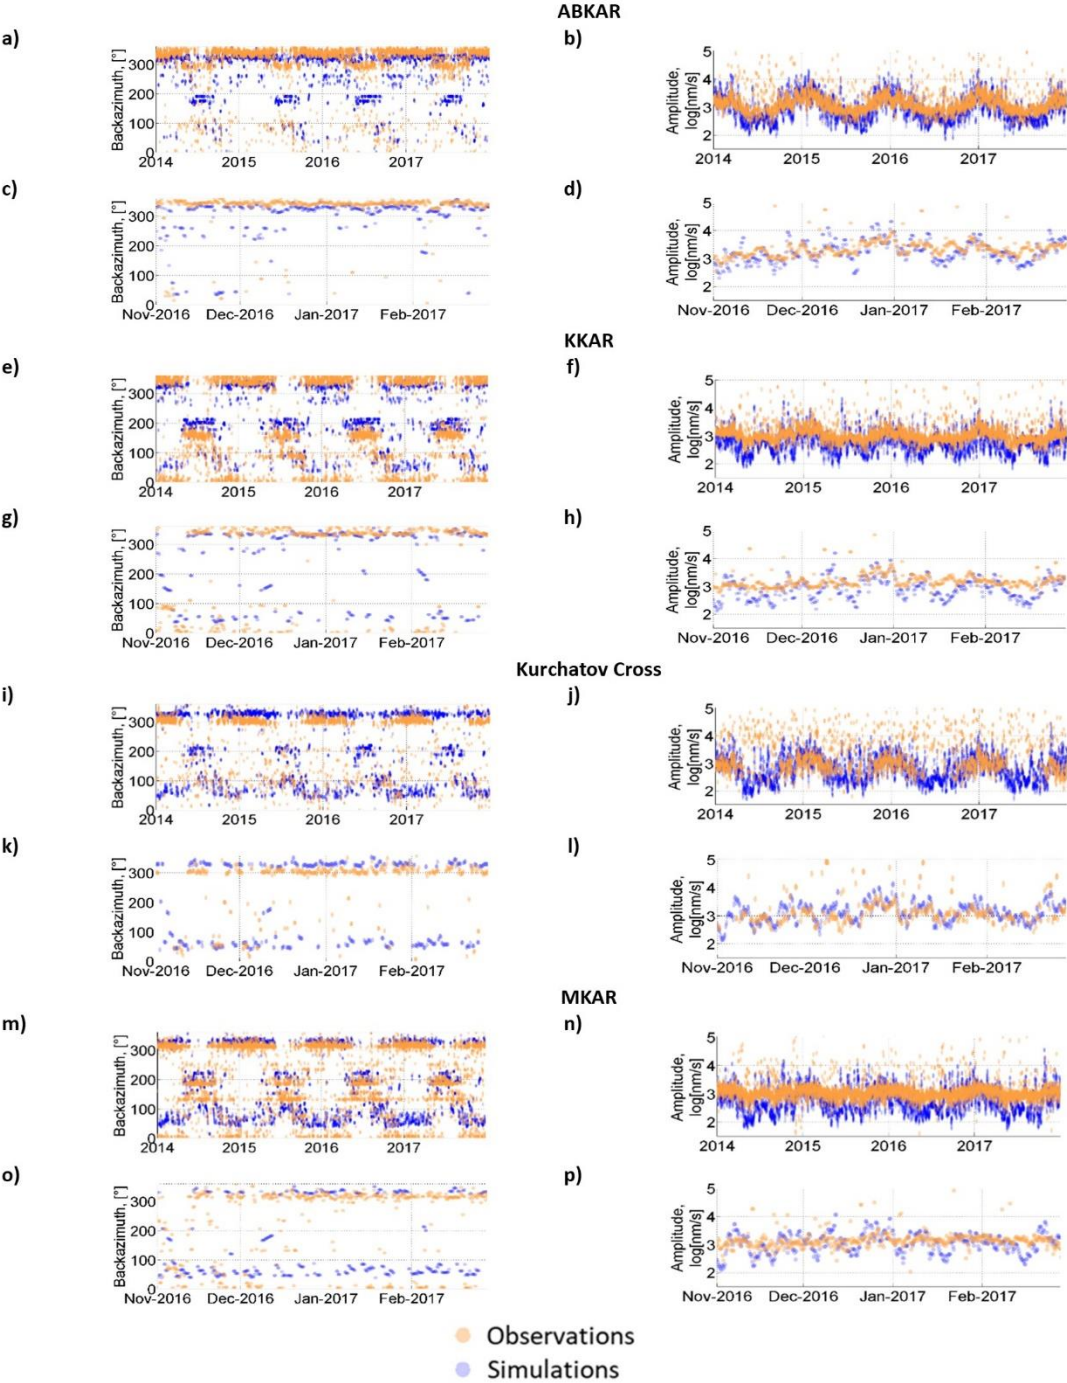 ABKAR
a)
b)
Backazimuth, [°]
300
200
100
0
2014 2015 2016 2017
Amplitude,
log[nm/s]
5
4
3
2
2014 2015 2016 2017
c)
d)
Backazimuth, [°]
300
200
100
0
Nov-2016 Dec-2016 Jan-2017 Feb-2017
Amplitude,
log[nm/s]
5
4
3
2
Nov-2016 Dec-2016 Jan-2017 Feb-2017
KKAR
e)
f)
Backazimuth, [°]
300
200
100
0
2014 2015 2016 2017
Amplitude,
log[nm/s]
5
4
3
2
2014 2015 2016 2017
g)
h)
Backazimuth, [°]
300
200
100
0
Nov-2016 Dec-2016 Jan-2017 Feb-2017
Amplitude,
log[nm/s]
5
4
3
2
Nov-2016 Dec-2016 Jan-2017 Feb-2017
Kurchatov Cross
i)
j)
Backazimuth, [°]
300
200
100
0
2014 2015 2016 2017
Amplitude,
log[nm/s]
5
4
3
2
2014 2015 2016 2017
k)
l)
Backazimuth, [°]
300
200
100
0
Nov-2016 Dec-2016 Jan-2017 Feb-2017
Amplitude,
log[nm/s]
5
4
3
2
Nov-2016 Dec-2016 Jan-2017 Feb-2017
MKAR
m)
n)
Backazimuth, [°]
300
200
100
0
2014 2015 2016 2017
Amplitude,
log[nm/s]
5
4
3
2
2014 2015 2016 2017
o)
p)
Backazimuth, [°]
300
200
100
0
Nov-2016 Dec-2016 Jan-2017 Feb-2017
Amplitude,
log[nm/s]
5
4
3
2
Nov-2016 Dec-2016 Jan-2017 Feb-2017
Observations
Simulations